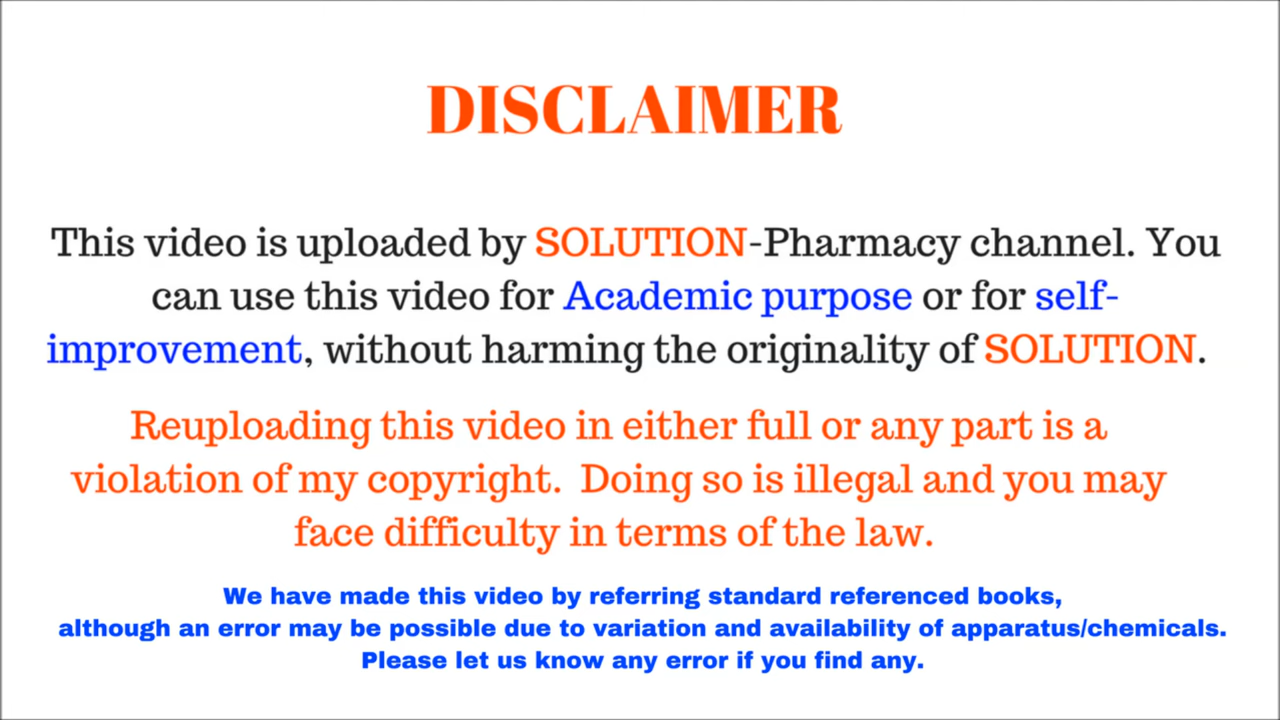 DISCLAIMER
This video is uploaded by SOLUTION-Pharmacy channel. You
can use this video for Academic purpose or for self-
improvement, without harming the originality of SOLUTION.
Reuploading this video in either full or any part is a
violation of my copyright. Doing so is illegal and you may
face difficulty in terms of the law.
We have made this video by referring standard referenced books,
although an error may be possible due to variation and availability of apparatus/chemicals.
Please let us know any error if you find any.